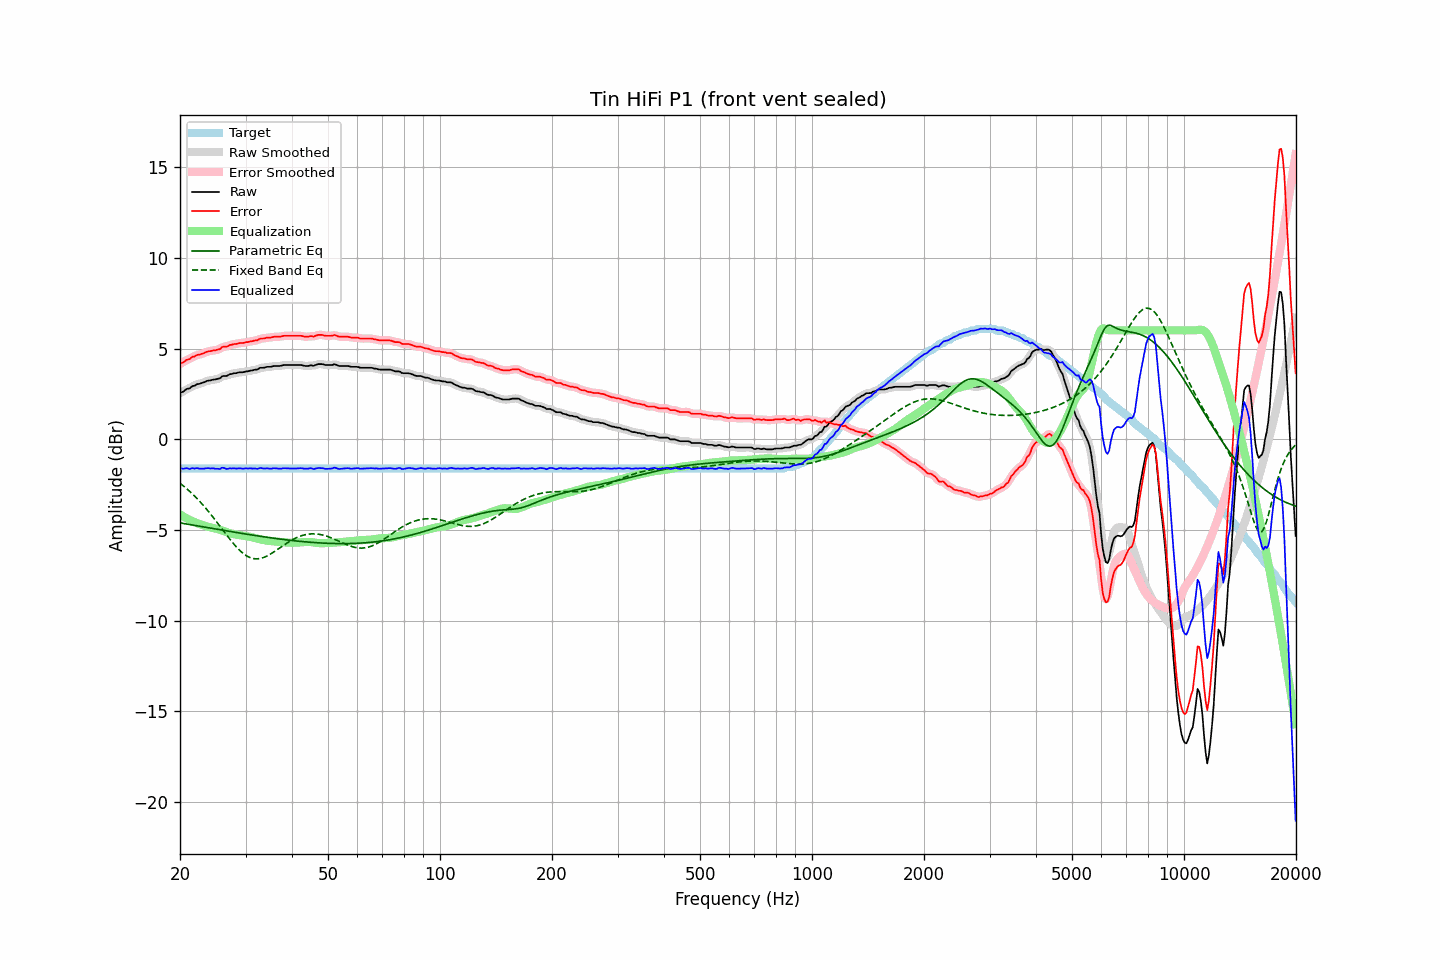 Tin HiFi P1 (front vent sealed)
Target
Raw Smoothed
Error Smoothed
Raw
Error
Equalization
Parametric Eq
Fixed Band Eq
Equalized
Amplitude (dBr)
15
10
5
0
−5
−10
−15
−20
20 50 100 200 500 1000 2000 5000 10000 20000
Frequency (Hz)